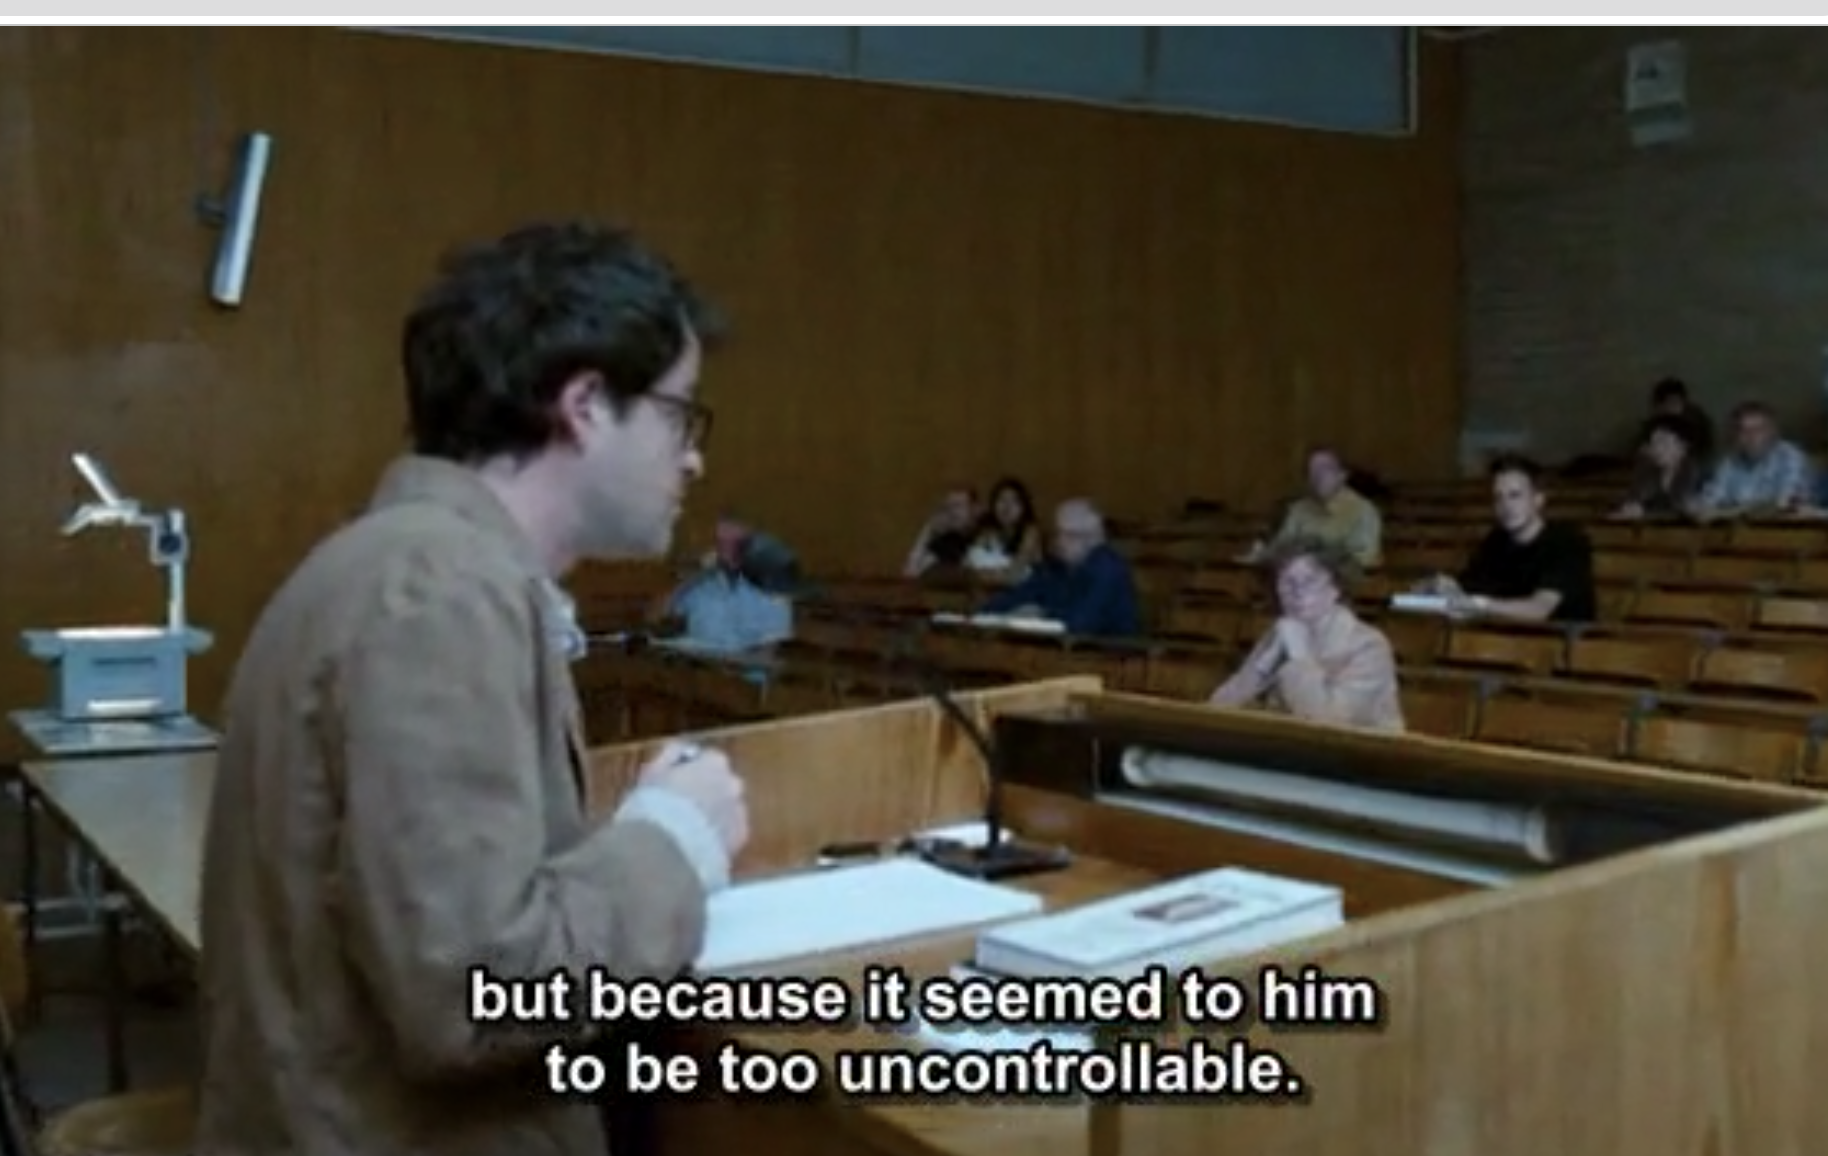 but because it seemed to him
to be too uncontrollable.